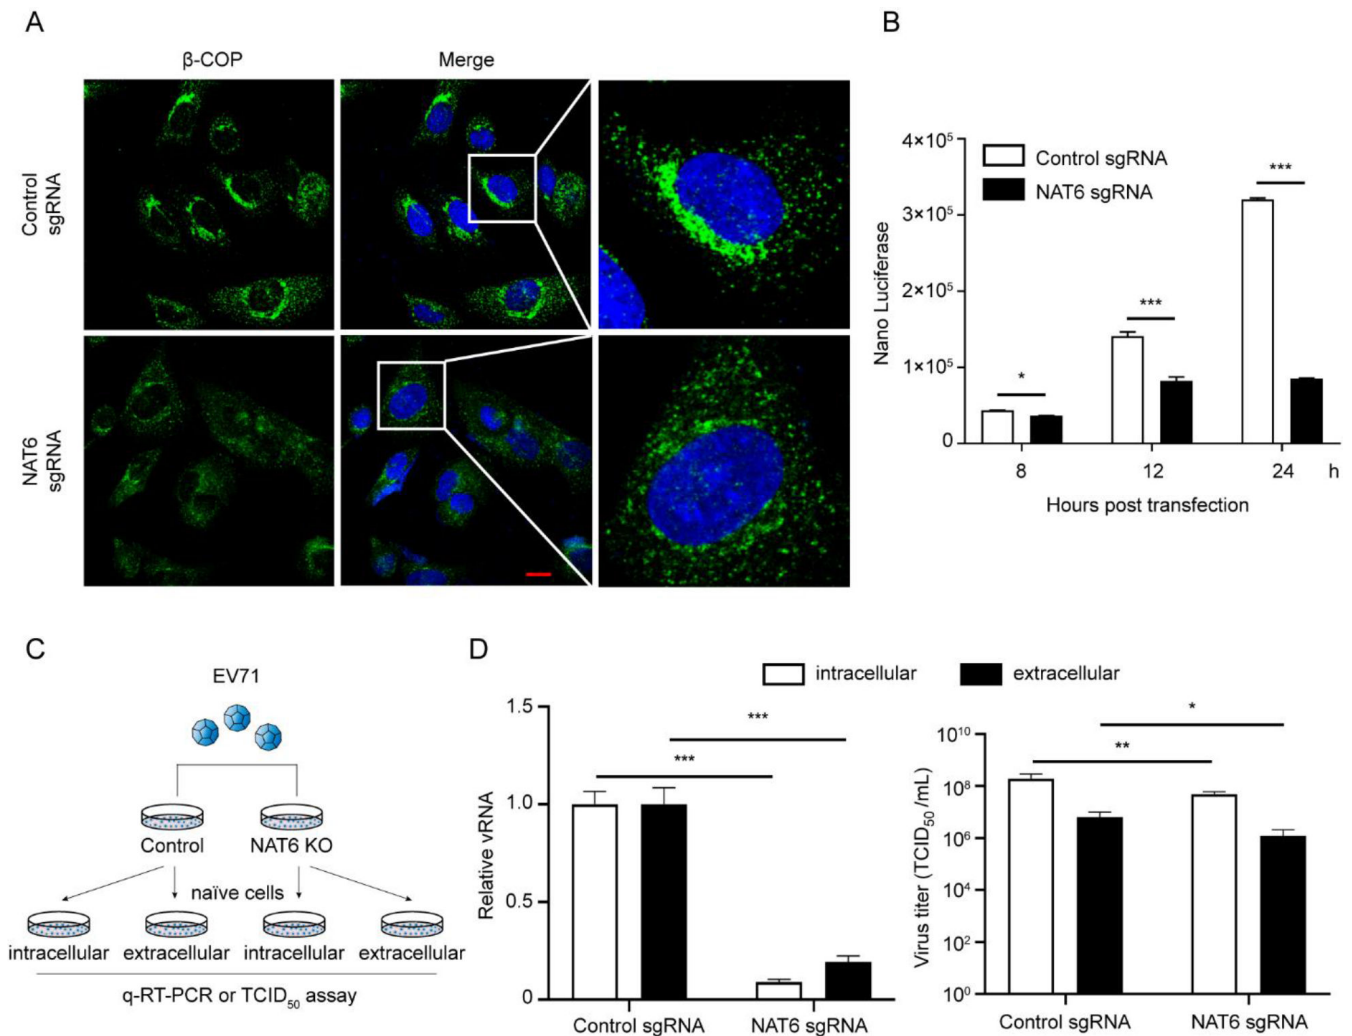 A
β-COP
Merge
Control
sgRNA
NAT6
sgRNA
B
4×10⁵
3×10⁵
2×10⁵
1×10⁵
0
Nano Luciferase
Control sgRNA
NAT6 sgRNA
*
***
***
8
12
24
h
Hours post transfection
C
EV71
Control
NAT6 KO
naïve cells
intracellular
extracellular
intracellular
extracellular
q-RT-PCR or TCID₅₀ assay
D
intracellular
extracellular
1.5
1.0
0.5
0
Relative vRNA
***
***
Control sgRNA
NAT6 sgRNA
10¹⁰
10⁸
10⁶
10⁴
10²
10⁰
Virus titer (TCID₅₀/mL)
*
**
Control sgRNA
NAT6 sgRNA